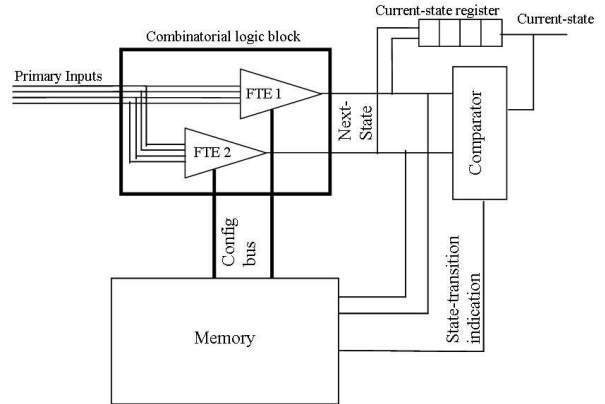 Current-state register
Current-state
Combinatorial logic block
Primary Inputs
FTE 1
FTE 2
Next-
State
Comparator
Config
bus
State-transition
indication
Memory